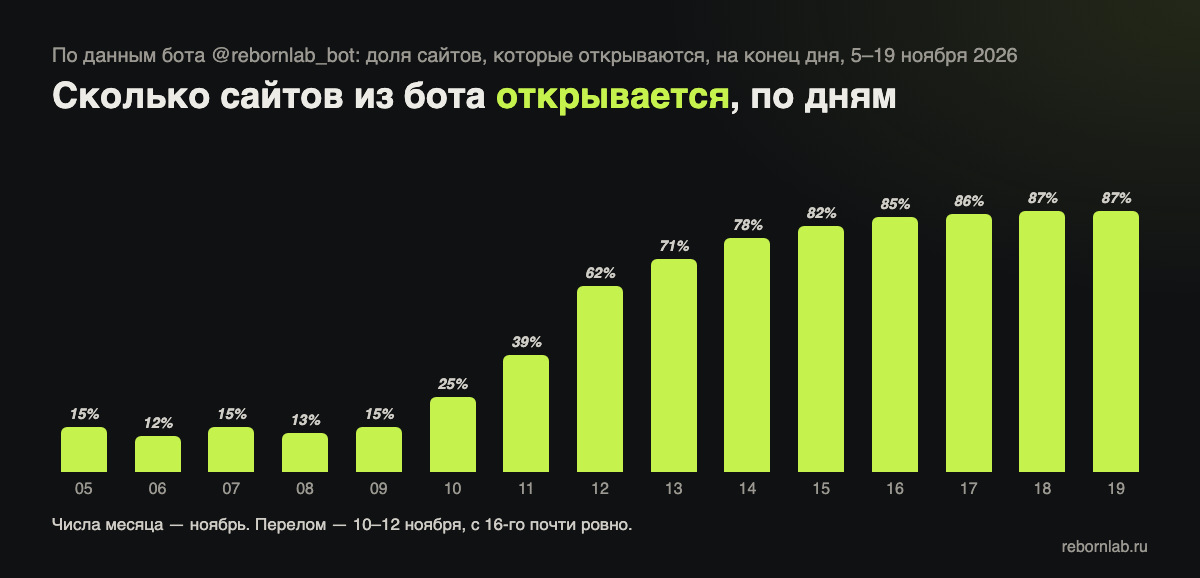 По данным бота @rebornlab_bot: доля сайтов, которые открываются, на конец дня, 5–19 ноября 2026
Сколько сайтов из бота открывается, по дням
15% 12% 15% 13% 15% 25% 39% 62% 71% 78% 82% 85% 86% 87% 87%
05 06 07 08 09 10 11 12 13 14 15 16 17 18 19
Числа месяца — ноябрь. Перелом — 10–12 ноября, с 16-го почти ровно.
rebornlab.ru